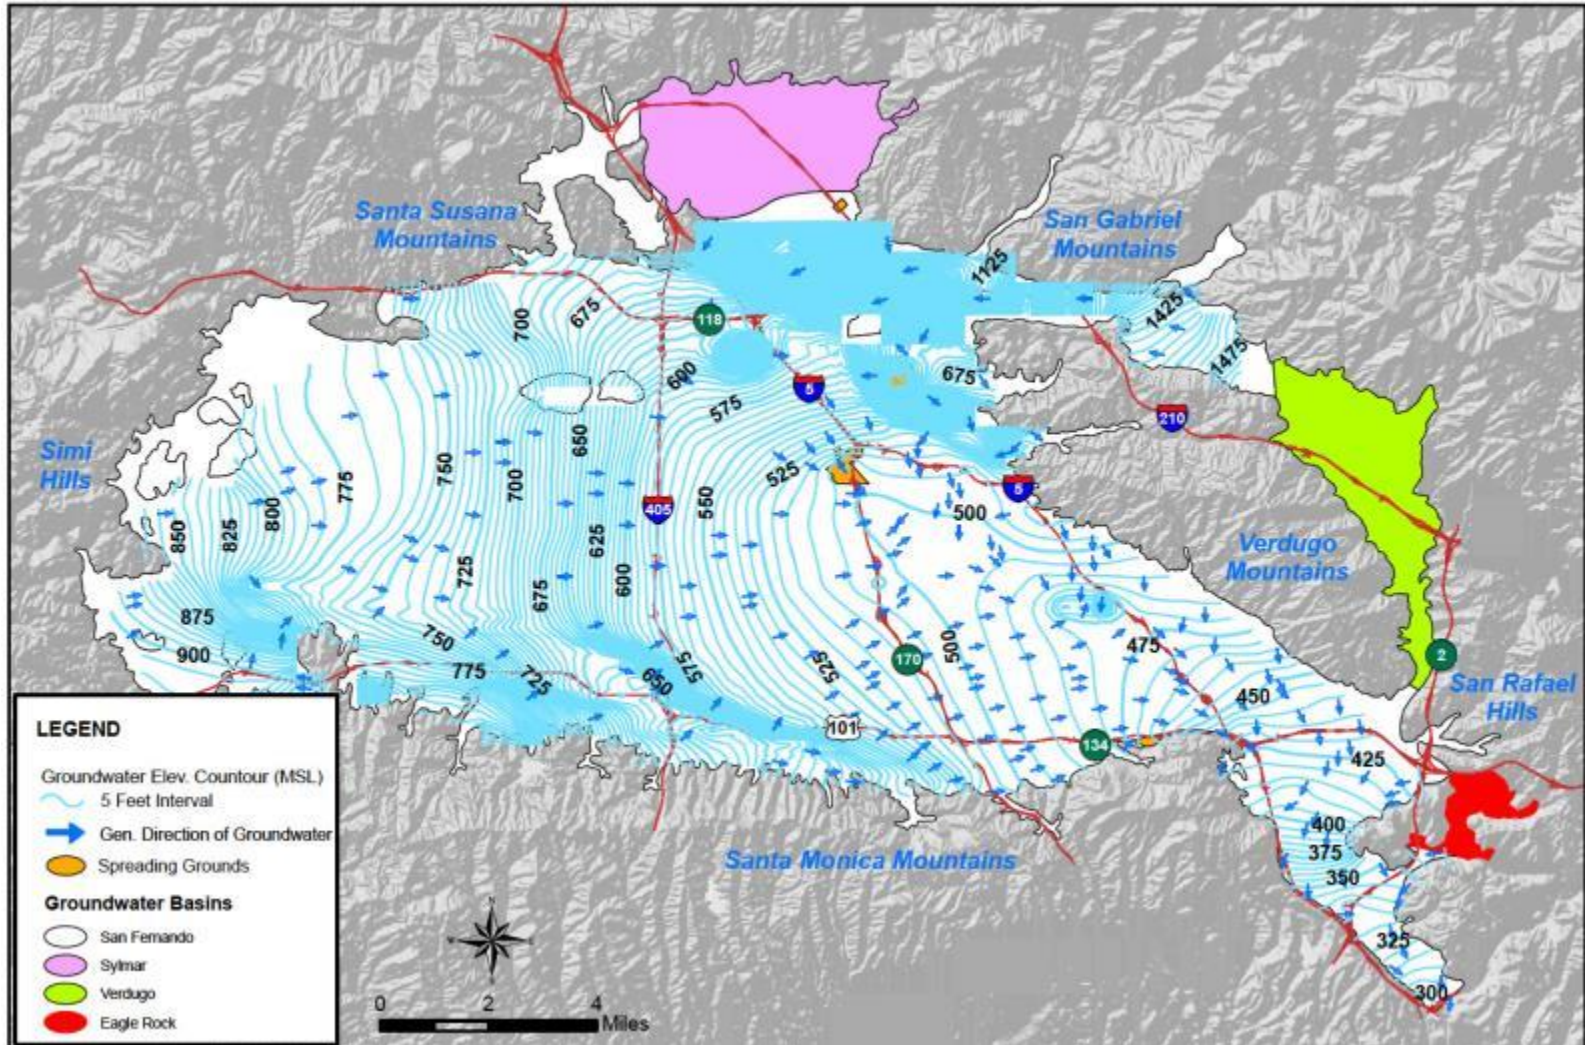 Santa Susana
Mountains
San Gabriel
Mountains
1125
1425
1475
700
675
118
600
5
675
210
575
Simi
Hills
650
750
775
700
525
550
800
825
850
405
5
500
625
725
600
675
Verdugo
Mountains
875
900
750
775
725
650
575
525
170
500
475
2
450
San Rafael
Hills
101
134
425
400
375
350
325
300
Santa Monica Mountains
LEGEND
Groundwater Elev. Countour (MSL)
5 Feet Interval
Gen. Direction of Groundwater
Spreading Grounds
Groundwater Basins
San Fernando
Sylmar
Verdugo
Eagle Rock
N
0 2 4
Miles